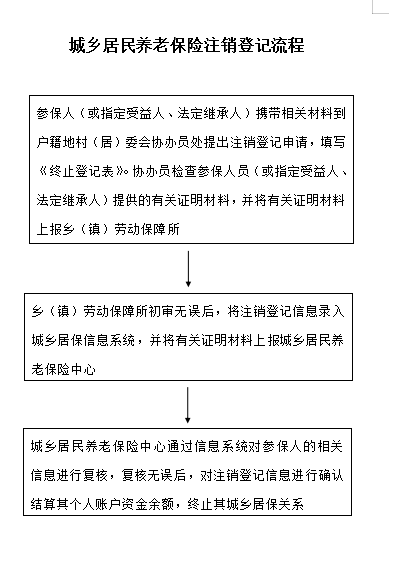 城乡居民养老保险注销登记流程
参保人（或指定受益人、法定继承人）携带相关材料到
户籍地村（居）委会协办员处提出注销登记申请，填写
《终止登记表》。协办员检查参保人员（或指定受益人、
法定继承人）提供的有关证明材料，并将有关证明材料
上报乡（镇）劳动保障所
乡（镇）劳动保障所初审无误后，将注销登记信息录入
城乡居保信息系统，并将有关证明材料上报城乡居民养
老保险中心
城乡居民养老保险中心通过信息系统对参保人的相关
信息进行复核，复核无误后，对注销登记信息进行确认
结算其个人账户资金余额，终止其城乡居保关系